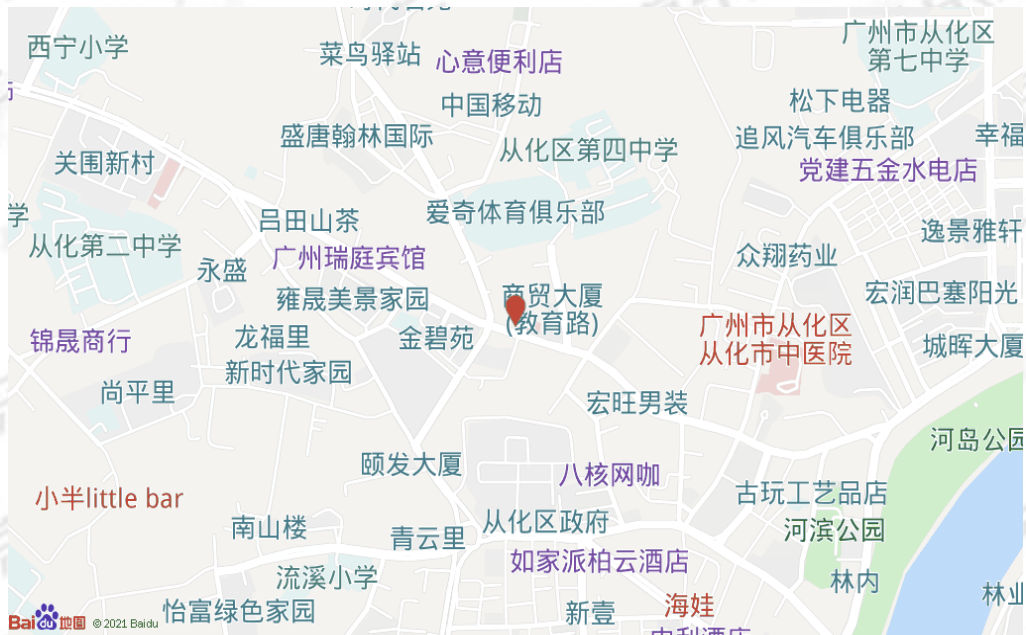 广州市从化区
第七中学
西宁小学
菜鸟驿站
心意便利店
中国移动
松下电器
盛唐翰林国际
追风汽车俱乐部
幸福
从化区第四中学
关围新村
党建五金水电店
学
吕田山茶
爱奇体育俱乐部
逸景雅轩
从化第二中学
广州瑞庭宾馆
众翔药业
永盛
雍晟美景家园
商贸大厦
(教育路)
宏润巴塞阳光
龙福里
金碧苑
广州市从化区
从化市中医院
锦晟商行
城晖大厦
新时代家园
尚平里
宏旺男装
河岛公园
颐发大厦
八核网咖
小半little bar
古玩工艺品店
南山楼
青云里
从化区政府
河滨公园
如家派柏云酒店
流溪小学
林内
林业
怡富绿色家园
新壹
海娃
Bai du 地图 © 2021 Baidu